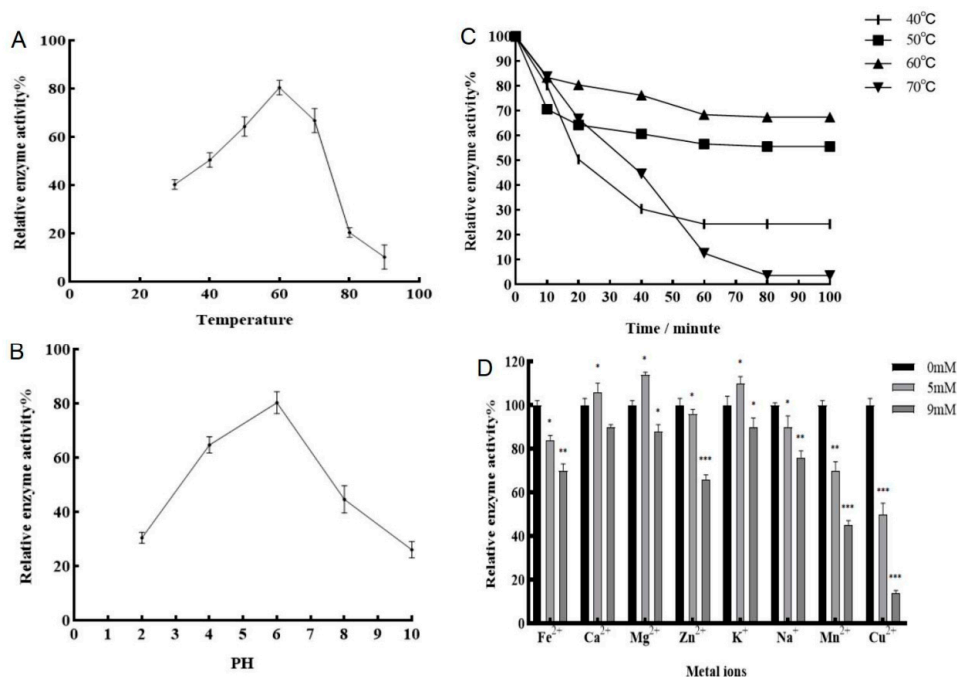 A
Relative enzyme activity%
100
80
60
40
20
0
0 20 40 60 80 100
Temperature
B
Relative enzyme activity%
100
80
60
40
20
0
0 1 2 3 4 5 6 7 8 9 10
PH
C
Relative enzyme activity%
100
90
80
70
60
50
40
30
20
10
0
0 10 20 30 40 50 60 70 80 90 100
Time / minute
40℃
50℃
60℃
70℃
D
Relative enzyme activity%
120
100
80
60
40
20
0
* ** * * * * *** * * * ** ** *** *** ***
Fe²⁺ Ca²⁺ Mg²⁺ Zn²⁺ K⁺ Na⁺ Mn²⁺ Cu²⁺
Metal ions
0mM
5mM
9mM